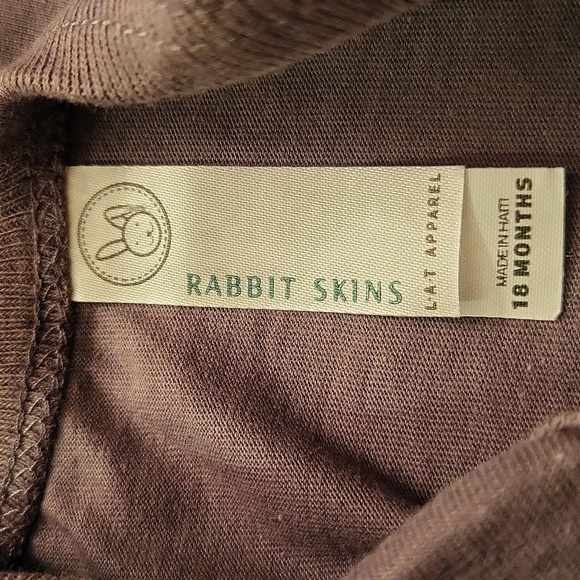 RABBIT SKINS
L·A·T APPAREL
MADE IN HAITI
18 MONTHS